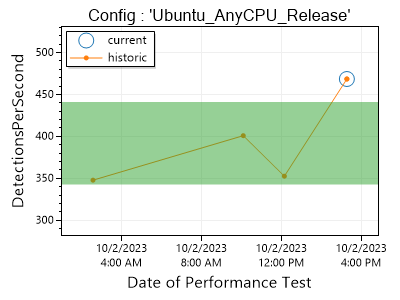 Config : 'Ubuntu_AnyCPU_Release'
current
historic
500
450
400
350
300
DetectionsPerSecond
10/2/2023
4:00 AM
10/2/2023
8:00 AM
10/2/2023
12:00 PM
10/2/2023
4:00 PM
Date of Performance Test